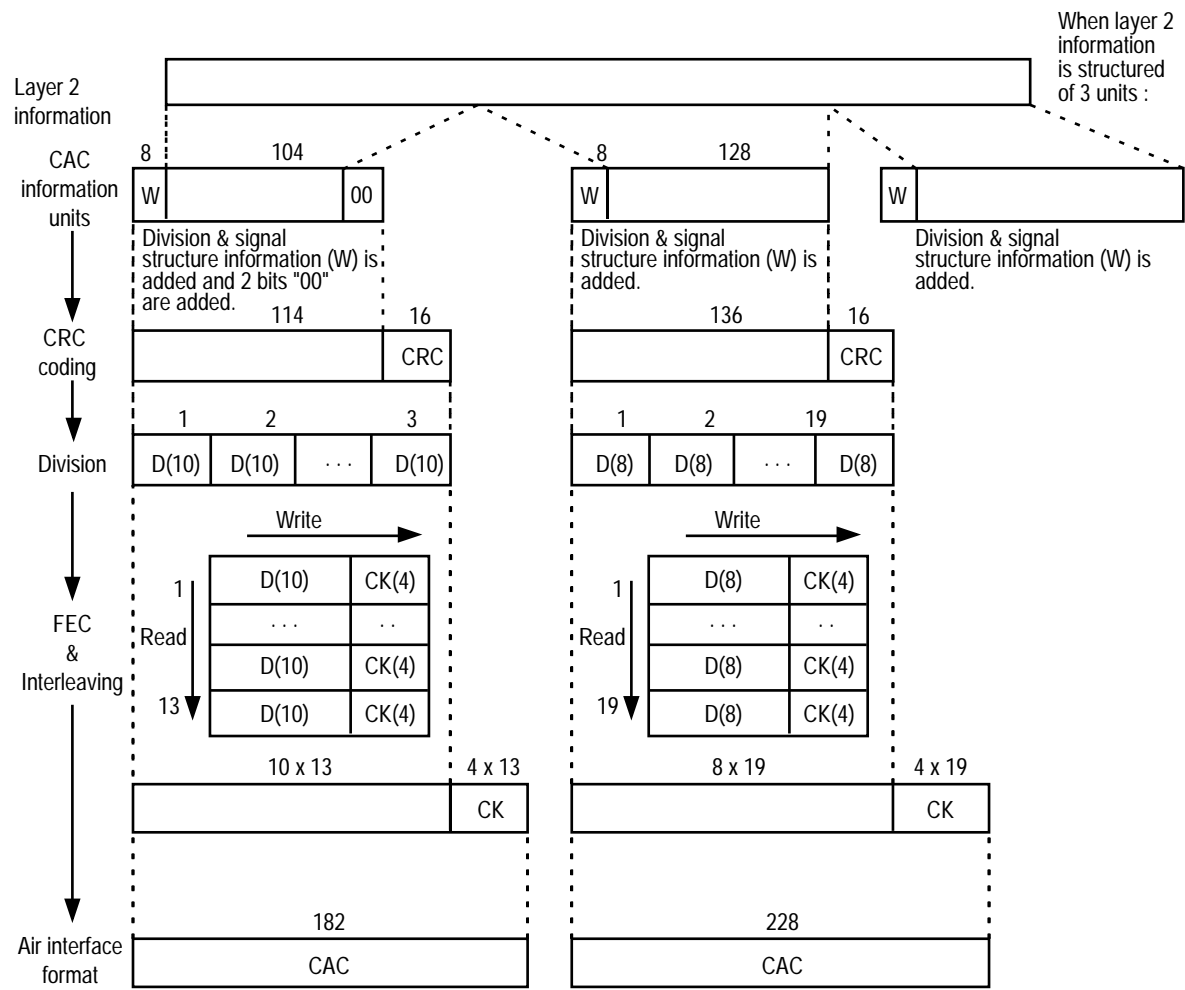 When layer 2
information
is structured
of 3 units :
Layer 2
information
CAC
information
units
8
104
8
128
W
00
W
W
Division & signal
structure information (W) is
added and 2 bits "00"
are added.
Division & signal
structure information (W) is
added.
Division & signal
structure information (W) is
added.
114
16
136
16
CRC
coding
CRC
CRC
1
2
3
1
2
19
Division
D(10)
D(10)
. . .
D(10)
D(8)
D(8)
. . .
D(8)
Write
Write
FEC
&
Interleaving
1
Read
13
D(10)
CK(4)
. . .
. .
D(10)
CK(4)
D(10)
CK(4)
1
Read
19
D(8)
CK(4)
. . .
. .
D(8)
CK(4)
D(8)
CK(4)
10 x 13
4 x 13
8 x 19
4 x 19
CK
CK
182
228
Air interface
format
CAC
CAC